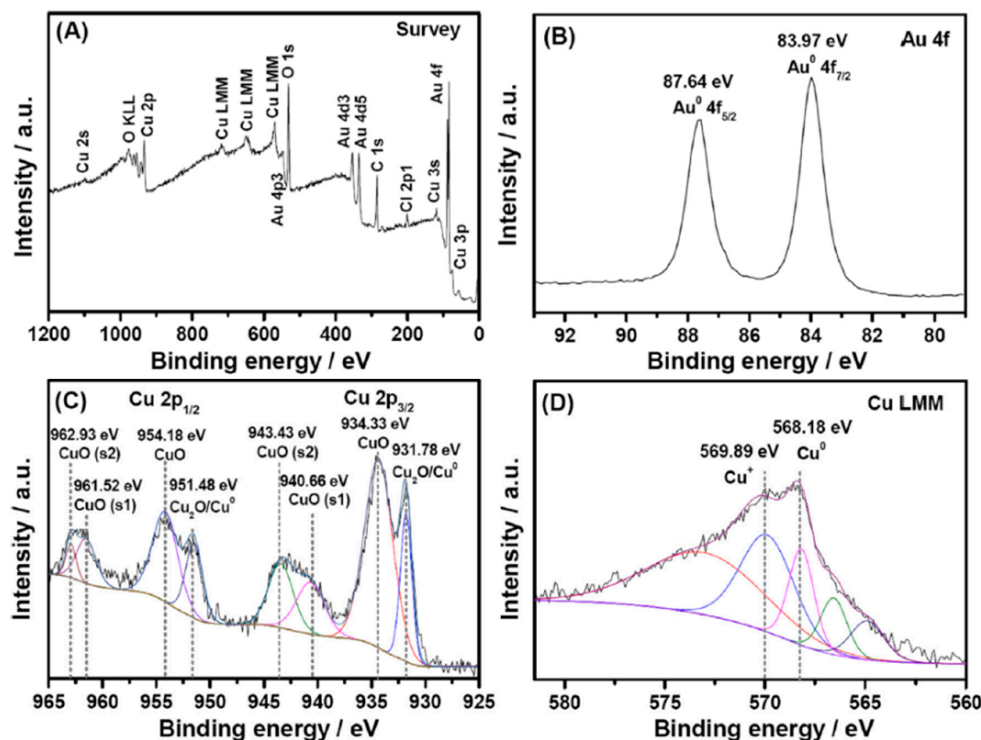 (A)
Survey
Intensity / a.u.
Cu 2s
O KLL
Cu 2p
Cu LMM
Cu LMM
Cu LMM
Au 4p3
O 1s
Au 4d3
Au 4d5
C 1s
Cl 2p1
Cu 3s
Au 4f
Cu 3p
1200 1000 800 600 400 200 0
Binding energy / eV
(B)
Au 4f
Intensity / a.u.
87.64 eV
Au⁰ 4f₅/₂
83.97 eV
Au⁰ 4f₇/₂
92 90 88 86 84 82 80
Binding energy / eV
(C)
Cu 2p₁/₂
Cu 2p₃/₂
Intensity / a.u.
962.93 eV
CuO (s2)
961.52 eV
CuO (s1)
954.18 eV
CuO
951.48 eV
Cu₂O/Cu⁰
943.43 eV
CuO (s2)
940.66 eV
CuO (s1)
934.33 eV
CuO
931.78 eV
Cu₂O/Cu⁰
965 960 955 950 945 940 935 930 925
Binding energy / eV
(D)
Cu LMM
Intensity / a.u.
569.89 eV
Cu⁺
568.18 eV
Cu⁰
580 575 570 565 560
Binding energy / eV